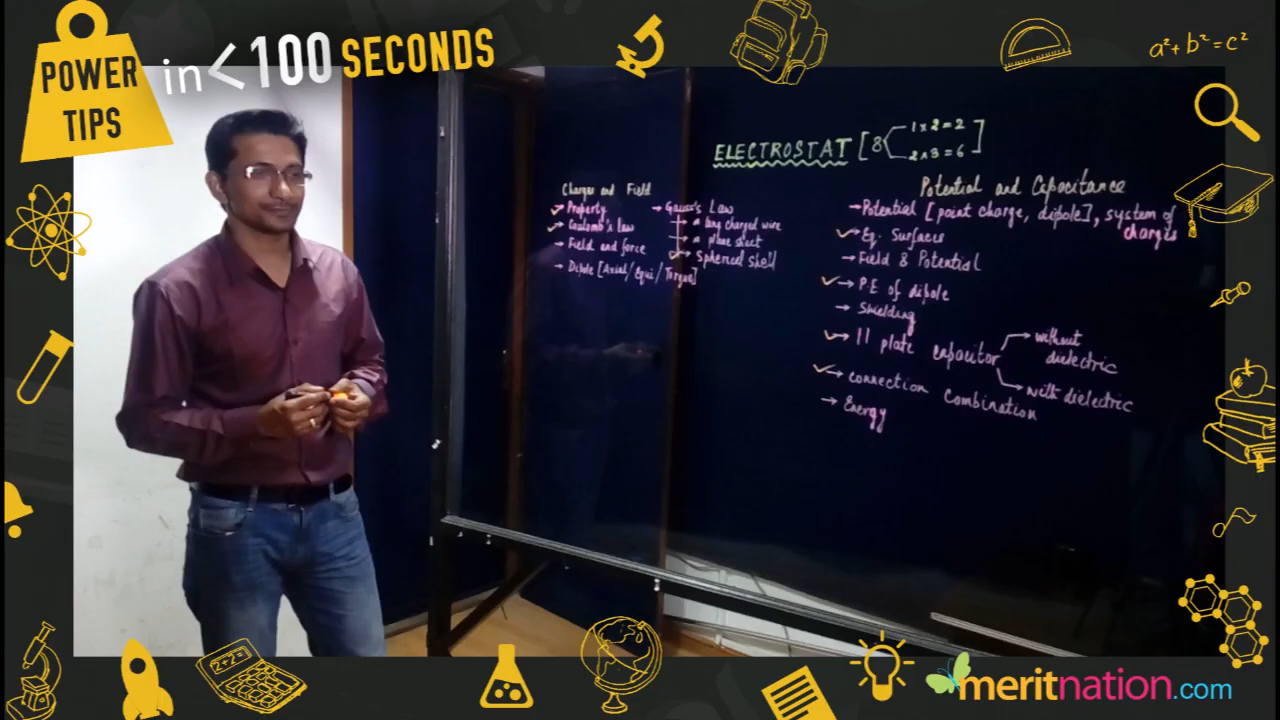 POWER
TIPS
in <100 SECONDS
a²+b²=c²
ELECTROSTAT [8 1 x 2 = 2
2 x 3 = 6 ]
Charges and Field
→ Property
→ Coulomb's law
→ Field and force
→ Dipole [Axial/Equi/Torque]
→ Gauss's Law
→ a long charged wire
→ a plane sheet
→ Spherical shell
Potential and Capacitance
→ Potential [point charge, dipole], system of
charges
→ Eq. Surfaces
→ Field & Potential
→ P.E of dipole
→ Shielding
→ || plate capacitor → without
dielectric
→ with dielectric
→ connection combination
→ Energy
2+2=
meritnation.com